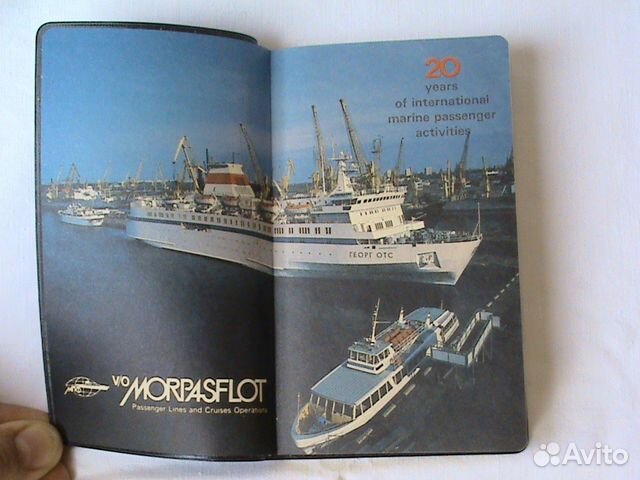 20
years
of international
marine passenger
activities
ГЕОРГ ОТС
V/O MORPASFLOT
Passenger Lines and Cruises Operations
Avito